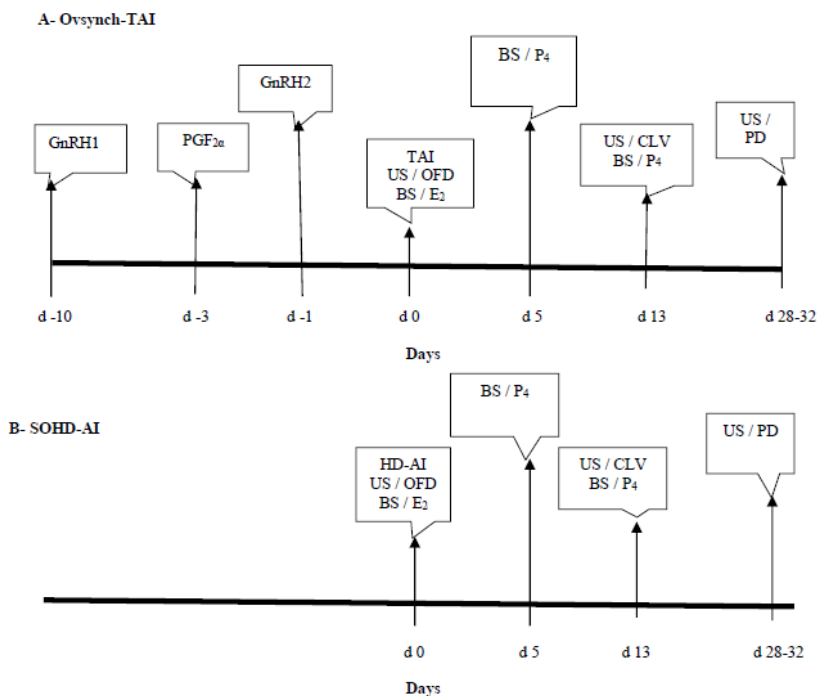 A- Ovsynch-TAI
GnRH1
PGF2α
GnRH2
TAI
US / OFD
BS / E2
BS / P4
US / CLV
BS / P4
US /
PD
d -10
d -3
d -1
d 0
d 5
d 13
d 28-32
Days
B- SOHD-AI
HD-AI
US / OFD
BS / E2
BS / P4
US / CLV
BS / P4
US / PD
d 0
d 5
d 13
d 28-32
Days